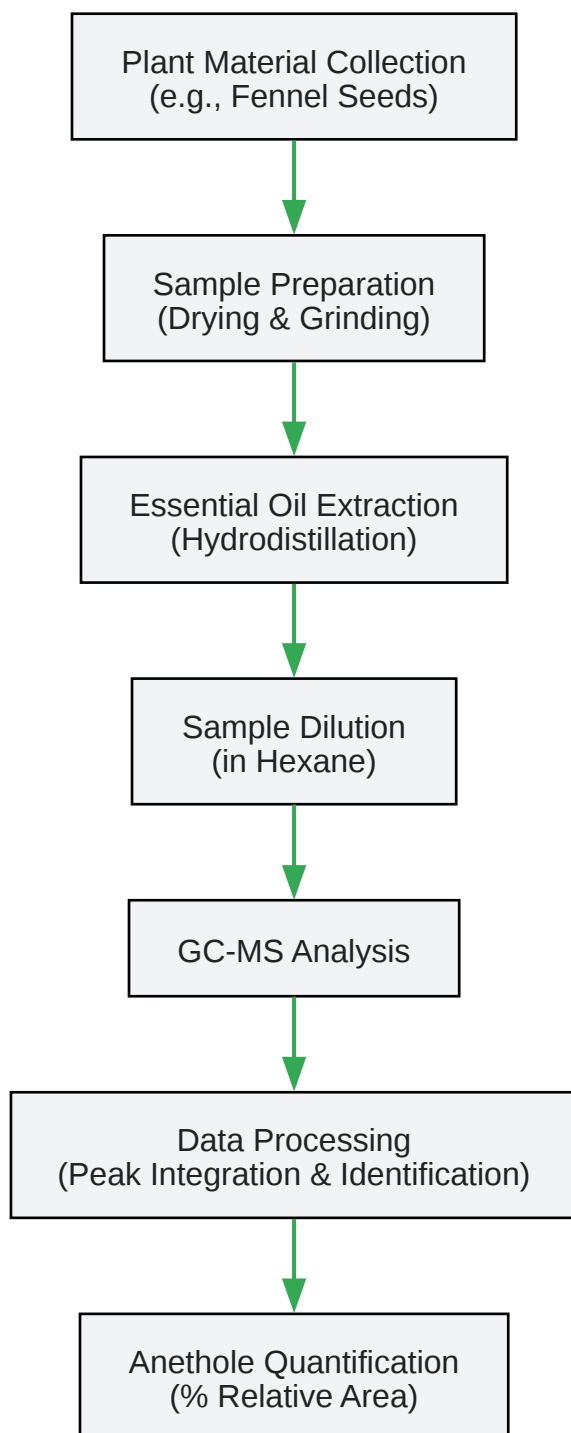 Plant Material Collection
(e.g., Fennel Seeds)
Sample Preparation
(Drying & Grinding)
Essential Oil Extraction
(Hydrodistillation)
Sample Dilution
(in Hexane)
GC-MS Analysis
Data Processing
(Peak Integration & Identification)
Anethole Quantification
(% Relative Area)